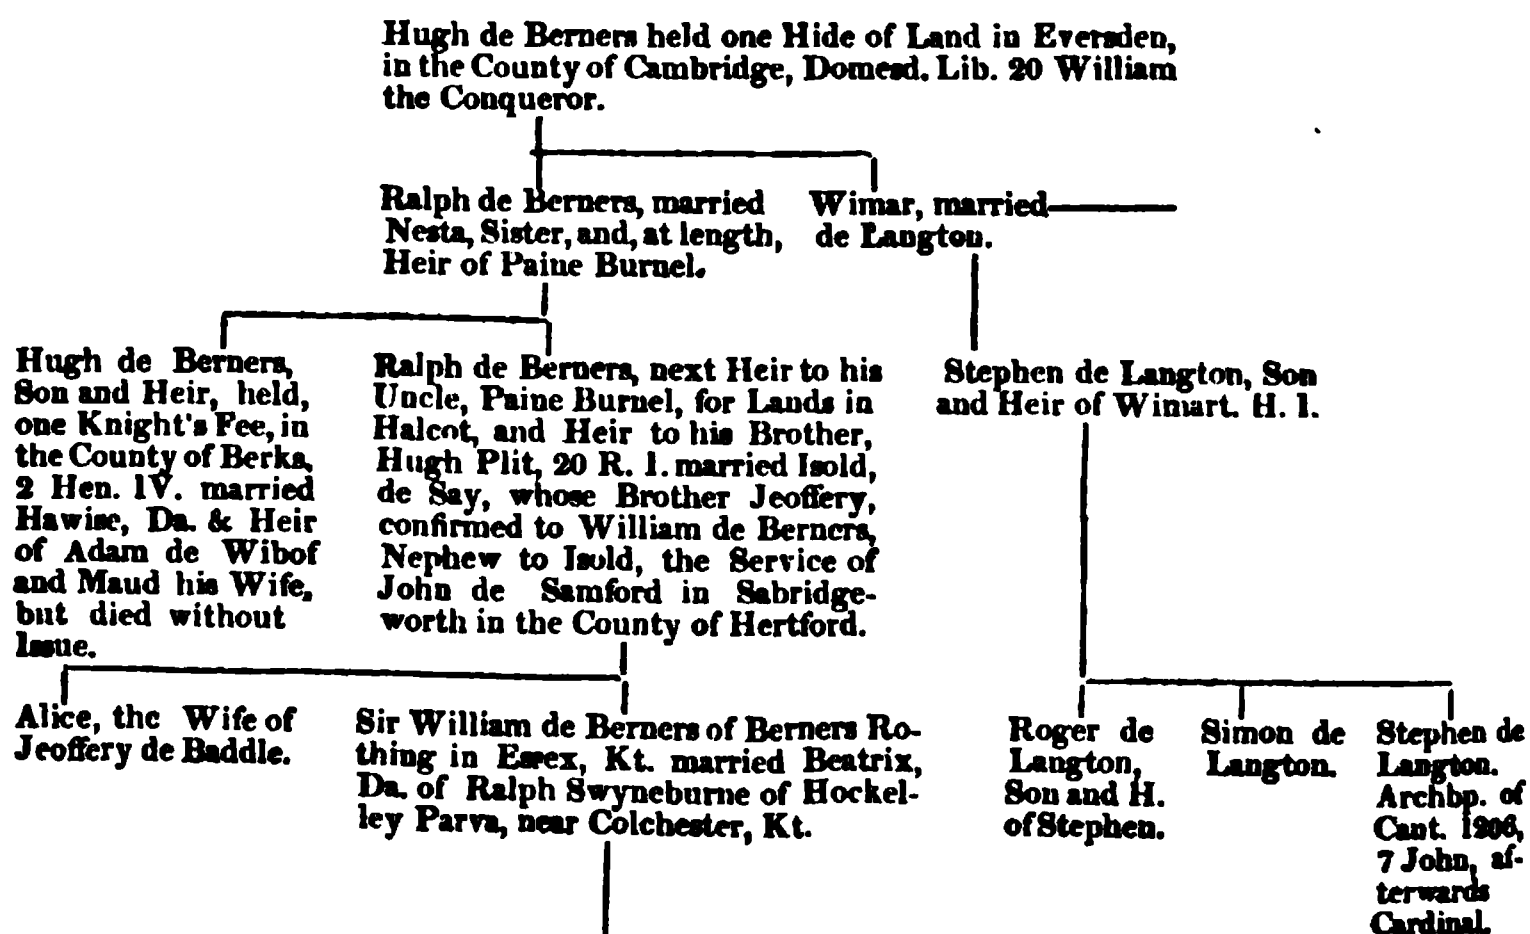 Hugh de Berners held one Hide of Land in Eversden,
in the County of Cambridge, Domesd. Lib. 20 William
the Conqueror.
Ralph de Berners, married
Nesta, Sister, and, at length,
Heir of Paine Burnel.
Wimar, married
de Langton.
Hugh de Berners,
Son and Heir, held,
one Knight's Fee, in
the County of Berks,
2 Hen. IV. married
Hawise, Da. & Heir
of Adam de Wibof
and Maud his Wife,
but died without
Issue.
Ralph de Berners, next Heir to his
Uncle, Paine Burnel, for Lands in
Halcot, and Heir to his Brother,
Hugh Plit, 20 R. 1. married Isold,
de Say, whose Brother Jeoffery,
confirmed to William de Berners,
Nephew to Isold, the Service of
John de Samford in Sabridge-
worth in the County of Hertford.
Stephen de Langton, Son
and Heir of Wimart. H. 1.
Alice, the Wife of
Jeoffery de Baddle.
Sir William de Berners of Berners Ro-
thing in Essex, Kt. married Beatrix,
Da. of Ralph Swyneburne of Hockel-
ley Parva, near Colchester, Kt.
Roger de
Langton,
Son and H.
of Stephen.
Simon de
Langton.
Stephen de
Langton.
Archbp. of
Cant. 1206,
7 John, af-
terwards
Cardinal.